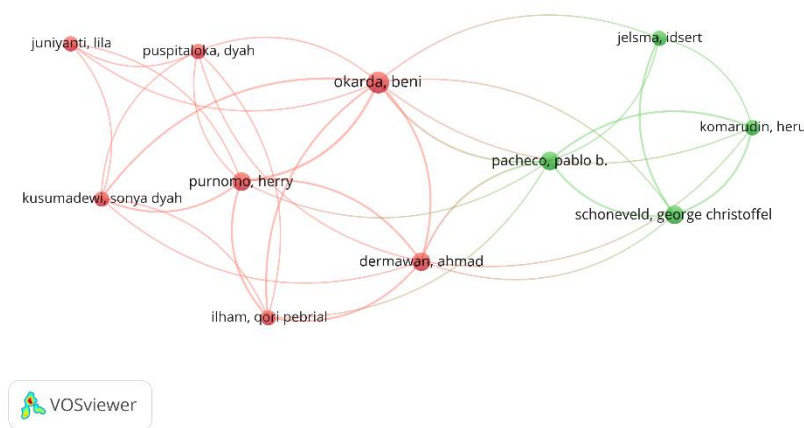 jelsma, idsert
juniyanti, lila
puspitaloka, dyah
okarda, beni
komarudin, heru
pacheco, pablo b.
purnomo, herry
kusumadewi, sonya dyah
schoneveld, george christoffel
dermawan, ahmad
ilham, qori pebrial
VOSviewer